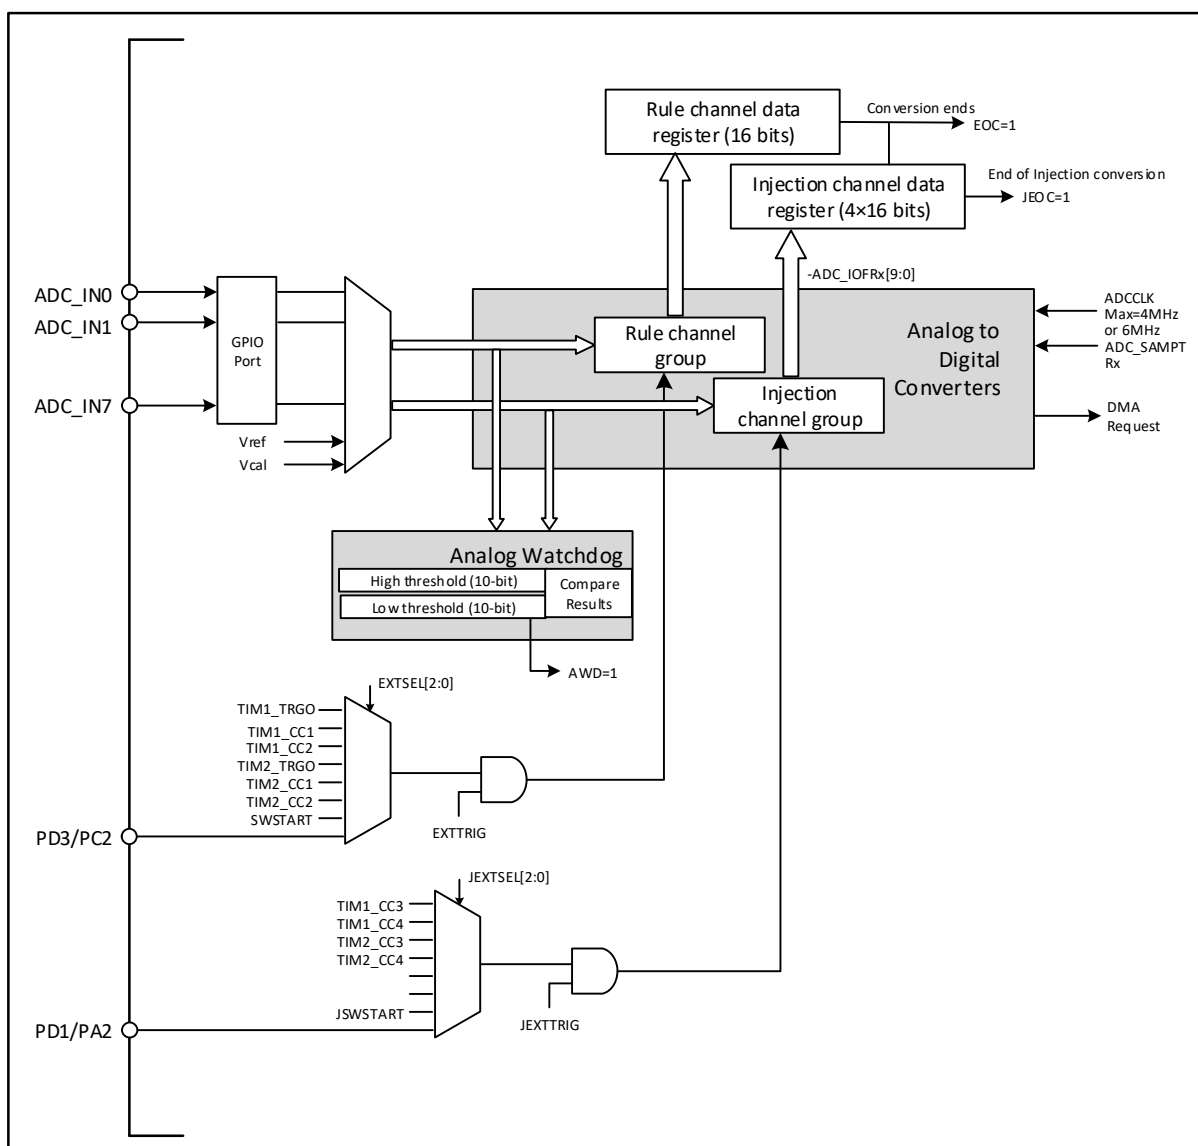 Rule channel data
register (16 bits)
Conversion ends
EOC=1
Injection channel data
register (4×16 bits)
End of Injection conversion
JEOC=1
-ADC_IOFRx[9:0]
ADC_IN0
ADC_IN1
ADC_IN7
GPIO
Port
Vref
Vcal
Rule channel
group
Injection
channel group
Analog to
Digital
Converters
ADCCLK
Max=4MHz
or 6MHz
ADC_SAMPT
Rx
DMA
Request
Analog Watchdog
High threshold (10-bit)
Low threshold (10-bit)
Compare
Results
AWD=1
EXTSEL[2:0]
TIM1_TRGO
TIM1_CC1
TIM1_CC2
TIM2_TRGO
TIM2_CC1
TIM2_CC2
SWSTART
PD3/PC2
EXTTRIG
JEXTSEL[2:0]
TIM1_CC3
TIM1_CC4
TIM2_CC3
TIM2_CC4
JSWSTART
PD1/PA2
JEXTTRIG